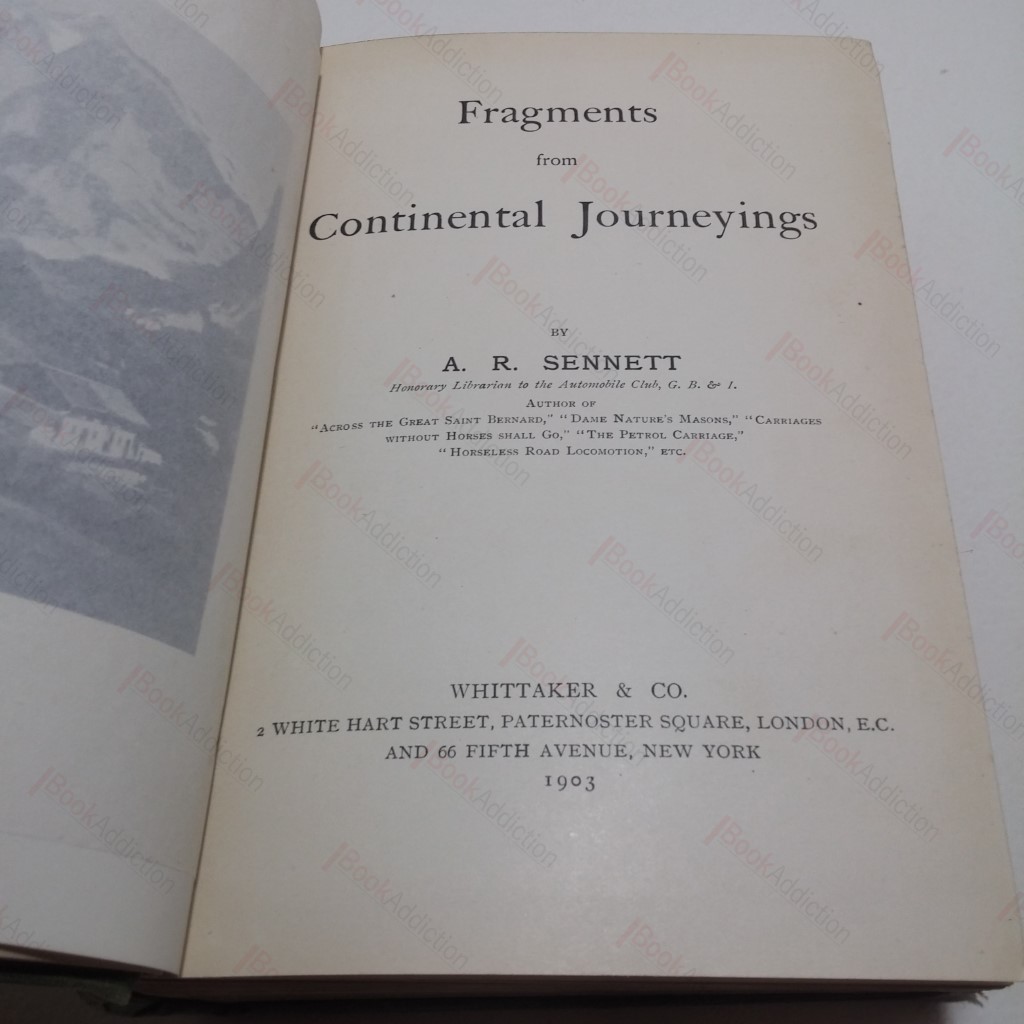 Fragments
from
Continental Journeyings
BY
A. R. SENNETT
Honorary Librarian to the Automobile Club, G. B. & I.
AUTHOR OF
"ACROSS THE GREAT SAINT BERNARD," "DAME NATURE'S MASONS," "CARRIAGES
WITHOUT HORSES SHALL GO," "THE PETROL CARRIAGE,"
"HORSELESS ROAD LOCOMOTION," ETC.
WHITTAKER & CO.
2 WHITE HART STREET, PATERNOSTER SQUARE, LONDON, E.C.
AND 66 FIFTH AVENUE, NEW YORK
1903
BookAddiction